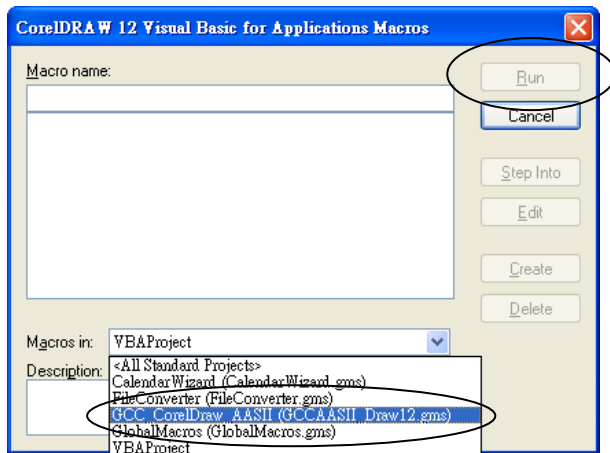 CorelDRAW 12 Visual Basic for Applications Macros
Macro name:
Run
Cancel
Step Into
Edit
Create
Delete
Macros in: VBAProject
Description:
<All Standard Projects>
CalendarWizard (CalendarWizard.gms)
FileConverter (FileConverter.gms)
GCC_CorelDraw_AASII (GCCAASII_Draw12.gms)
GlobalMacros (GlobalMacros.gms)
VBAProject